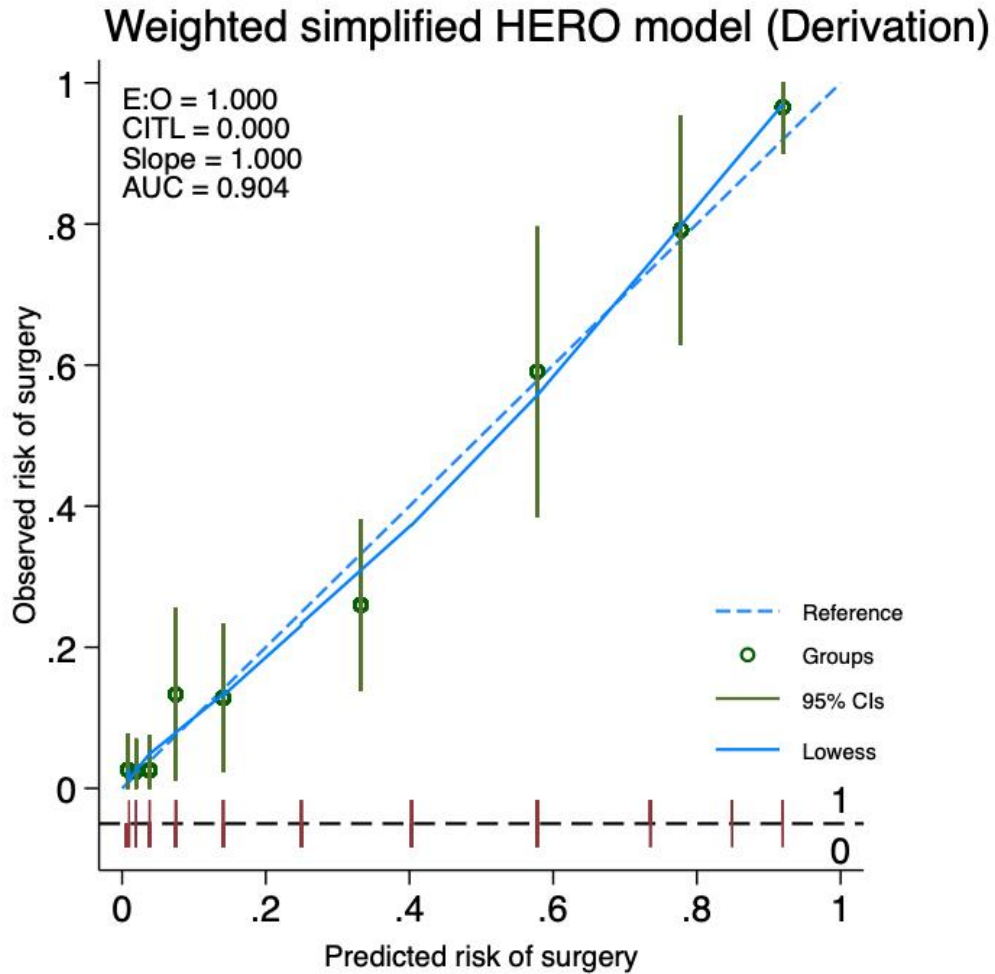 Weighted simplified HERO model (Derivation)
E:O = 1.000
CITL = 0.000
Slope = 1.000
AUC = 0.904
1
.8
.6
.4
.2
0
Observed risk of surgery
Reference
Groups
95% CIs
Lowess
1
0
0 .2 .4 .6 .8 1
Predicted risk of surgery